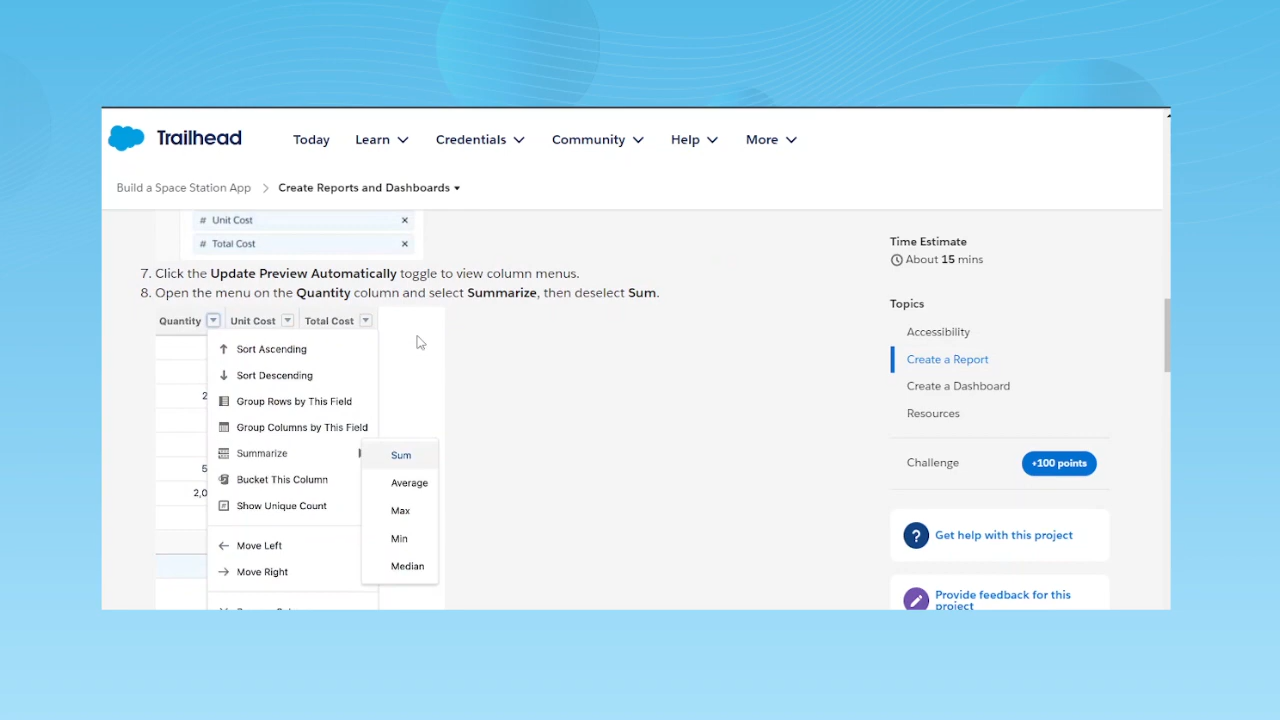 Trailhead
Today Learn Credentials Community Help More
Build a Space Station App > Create Reports and Dashboards
# Unit Cost ×
# Total Cost ×
7. Click the Update Preview Automatically toggle to view column menus.
8. Open the menu on the Quantity column and select Summarize, then deselect Sum.
Quantity Unit Cost Total Cost
Sort Ascending
Sort Descending
2
Group Rows by This Field
Group Columns by This Field
Summarize
5
Bucket This Column
2,0
Show Unique Count
Move Left
Move Right
Sum
Average
Max
Min
Median
Time Estimate
About 15 mins
Topics
Accessibility
Create a Report
Create a Dashboard
Resources
Challenge +100 points
? Get help with this project
Provide feedback for this
project